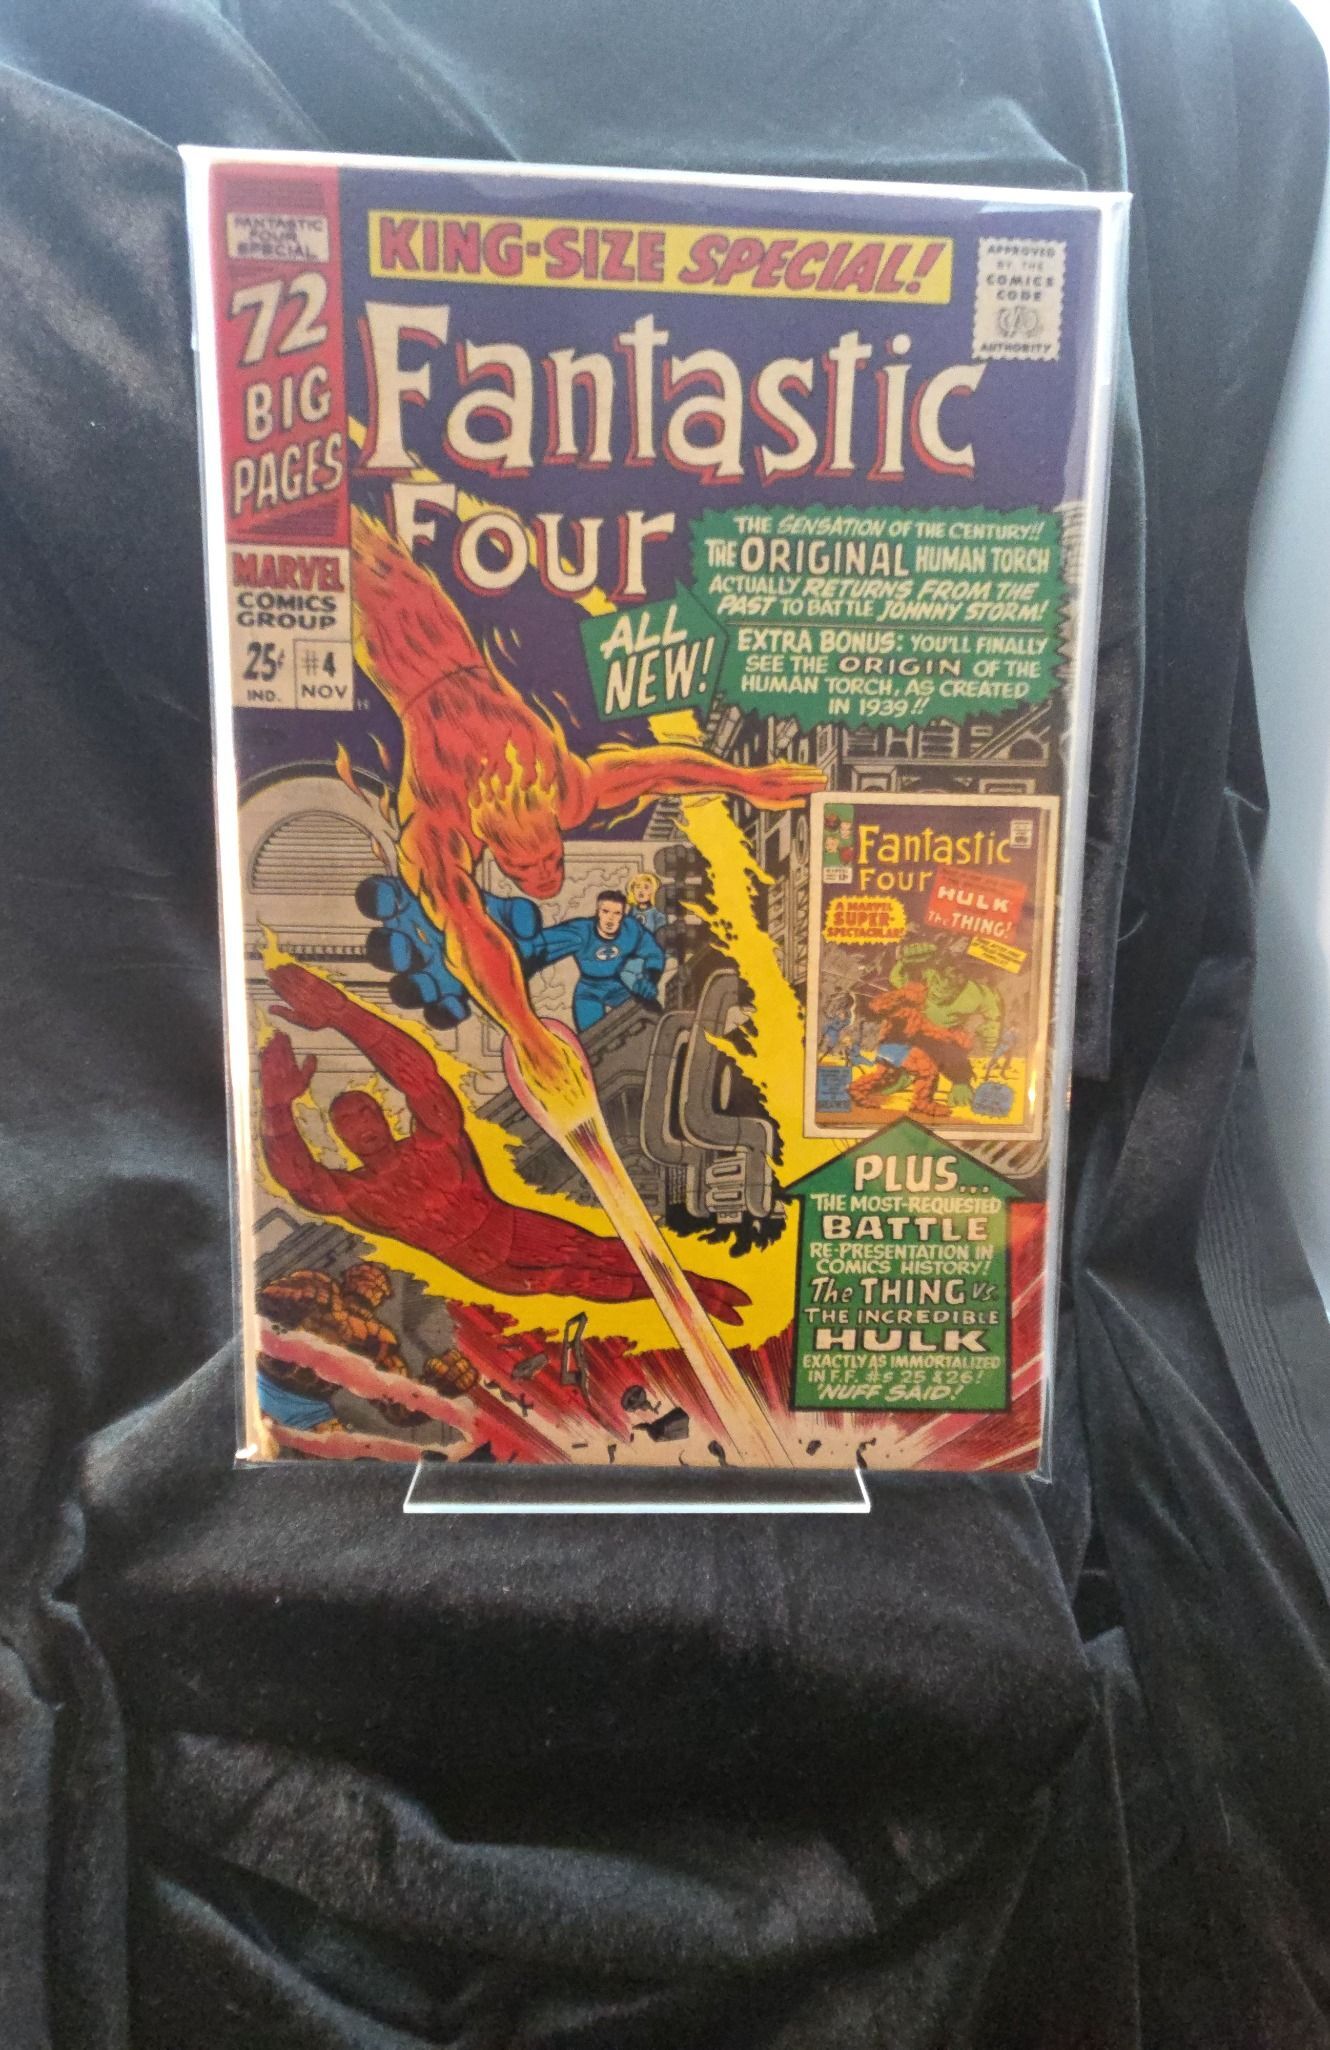 FANTASTIC
FOUR
SPECIAL
72
BIG
PAGES
MARVEL
COMICS
GROUP
25¢
IND.
#4
NOV
KING-SIZE SPECIAL!
APPROVED
BY THE
COMICS
CODE
AUTHORITY
Fantastic
Four
ALL
NEW!
THE SENSATION OF THE CENTURY!!
THE ORIGINAL HUMAN TORCH
ACTUALLY RETURNS FROM THE
PAST TO BATTLE JOHNNY STORM!
EXTRA BONUS: YOU'LL FINALLY
SEE THE ORIGIN OF THE
HUMAN TORCH, AS CREATED
IN 1939!!
Fantastic
Four
HULK
The THING!
A MARVEL
SUPER-
SPECTACULAR!
PLUS...
THE MOST-REQUESTED
BATTLE
RE-PRESENTATION IN
COMICS HISTORY!
The THING vs.
THE INCREDIBLE
HULK
EXACTLY AS IMMORTALIZED
IN F.F. #s 25 & 26!
'NUFF SAID!